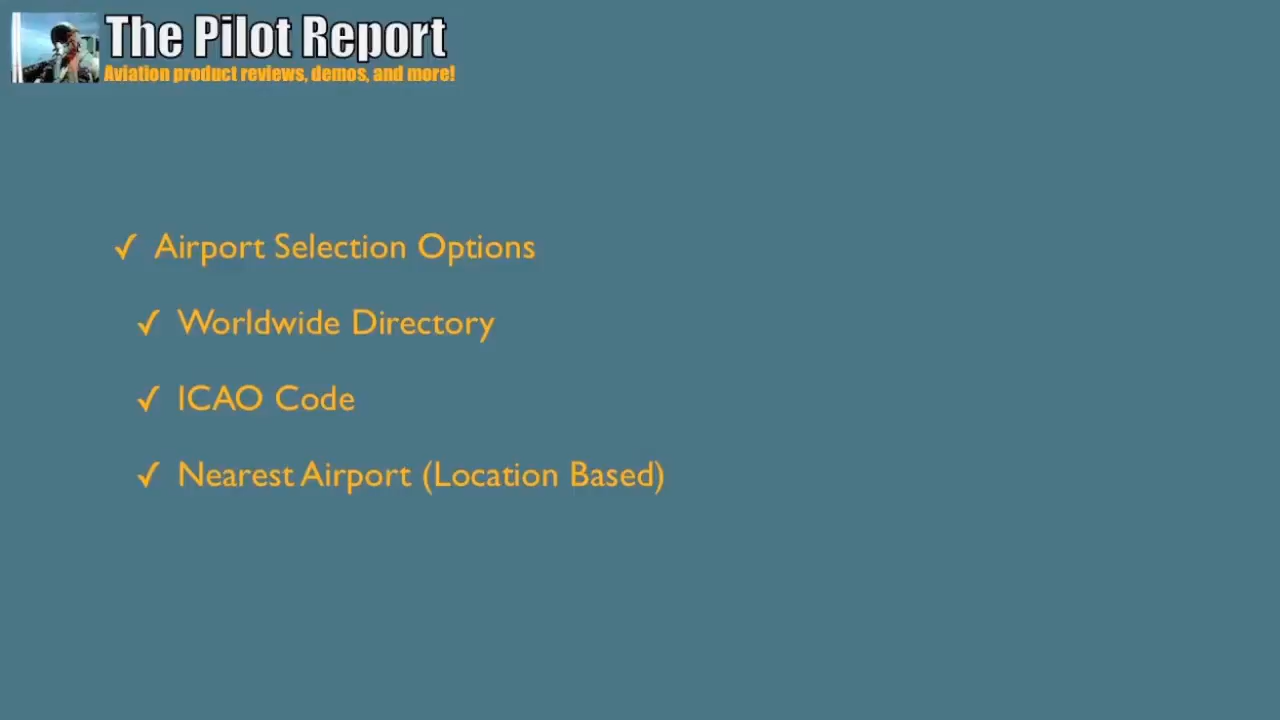 The Pilot Report
Aviation product reviews, demos, and more!
✓ Airport Selection Options
✓ Worldwide Directory
✓ ICAO Code
✓ Nearest Airport (Location Based)